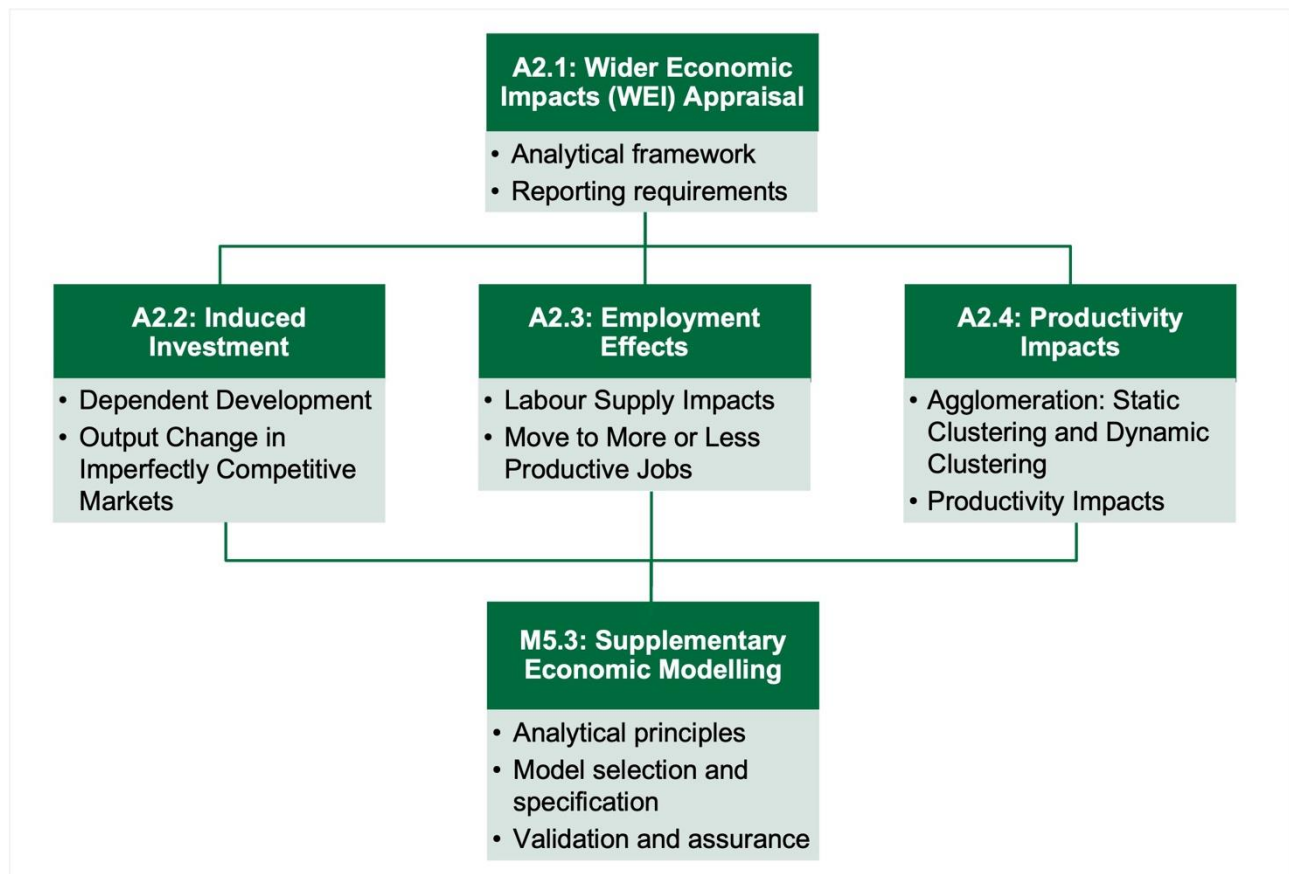 A2.1: Wider Economic
Impacts (WEI) Appraisal
• Analytical framework
• Reporting requirements
A2.2: Induced
Investment
• Dependent Development
• Output Change in
Imperfectly Competitive
Markets
A2.3: Employment
Effects
• Labour Supply Impacts
• Move to More or Less
Productive Jobs
A2.4: Productivity
Impacts
• Agglomeration: Static
Clustering and Dynamic
Clustering
• Productivity Impacts
M5.3: Supplementary
Economic Modelling
• Analytical principles
• Model selection and
specification
• Validation and assurance